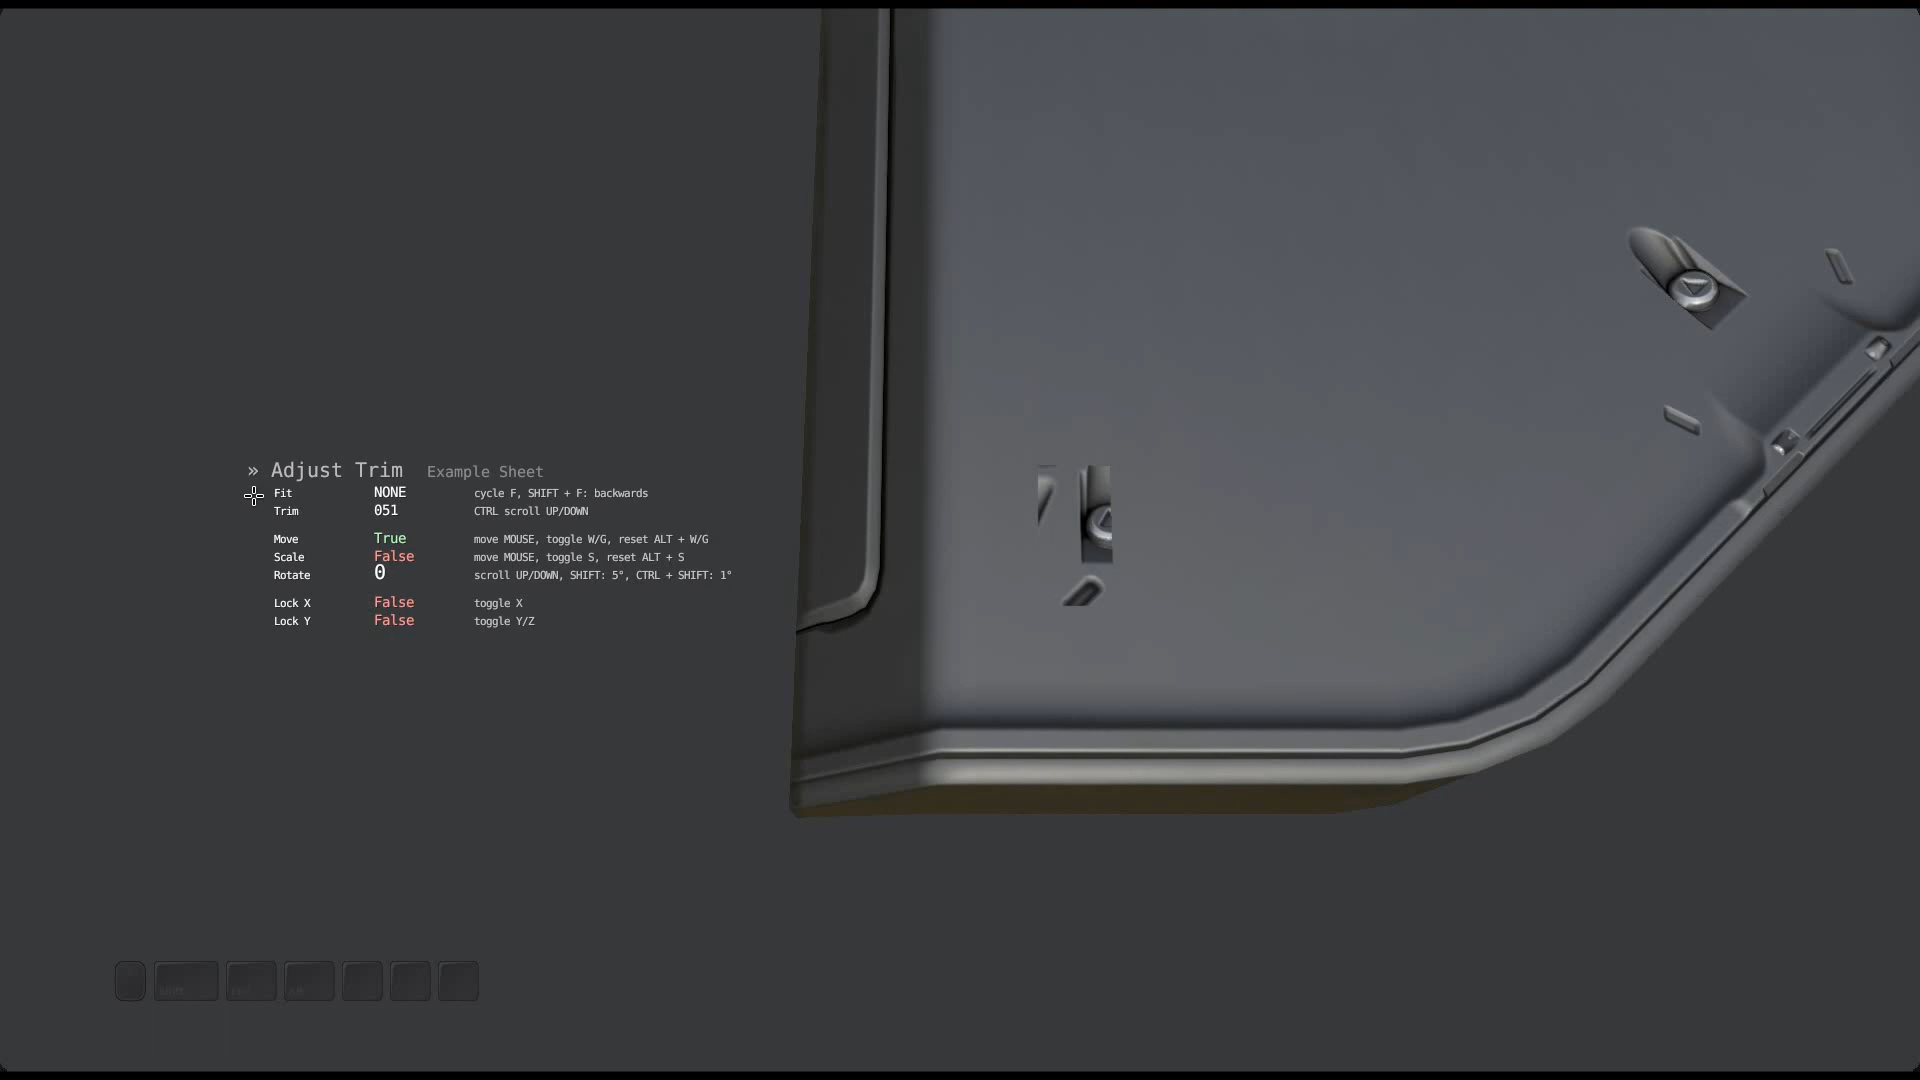 » Adjust Trim Example Sheet
Fit NONE cycle F, SHIFT + F: backwards
Trim 051 CTRL scroll UP/DOWN
Move True move MOUSE, toggle W/G, reset ALT + W/G
Scale False move MOUSE, toggle S, reset ALT + S
Rotate 0 scroll UP/DOWN, SHIFT: 5°, CTRL + SHIFT: 1°
Lock X False toggle X
Lock Y False toggle Y/Z